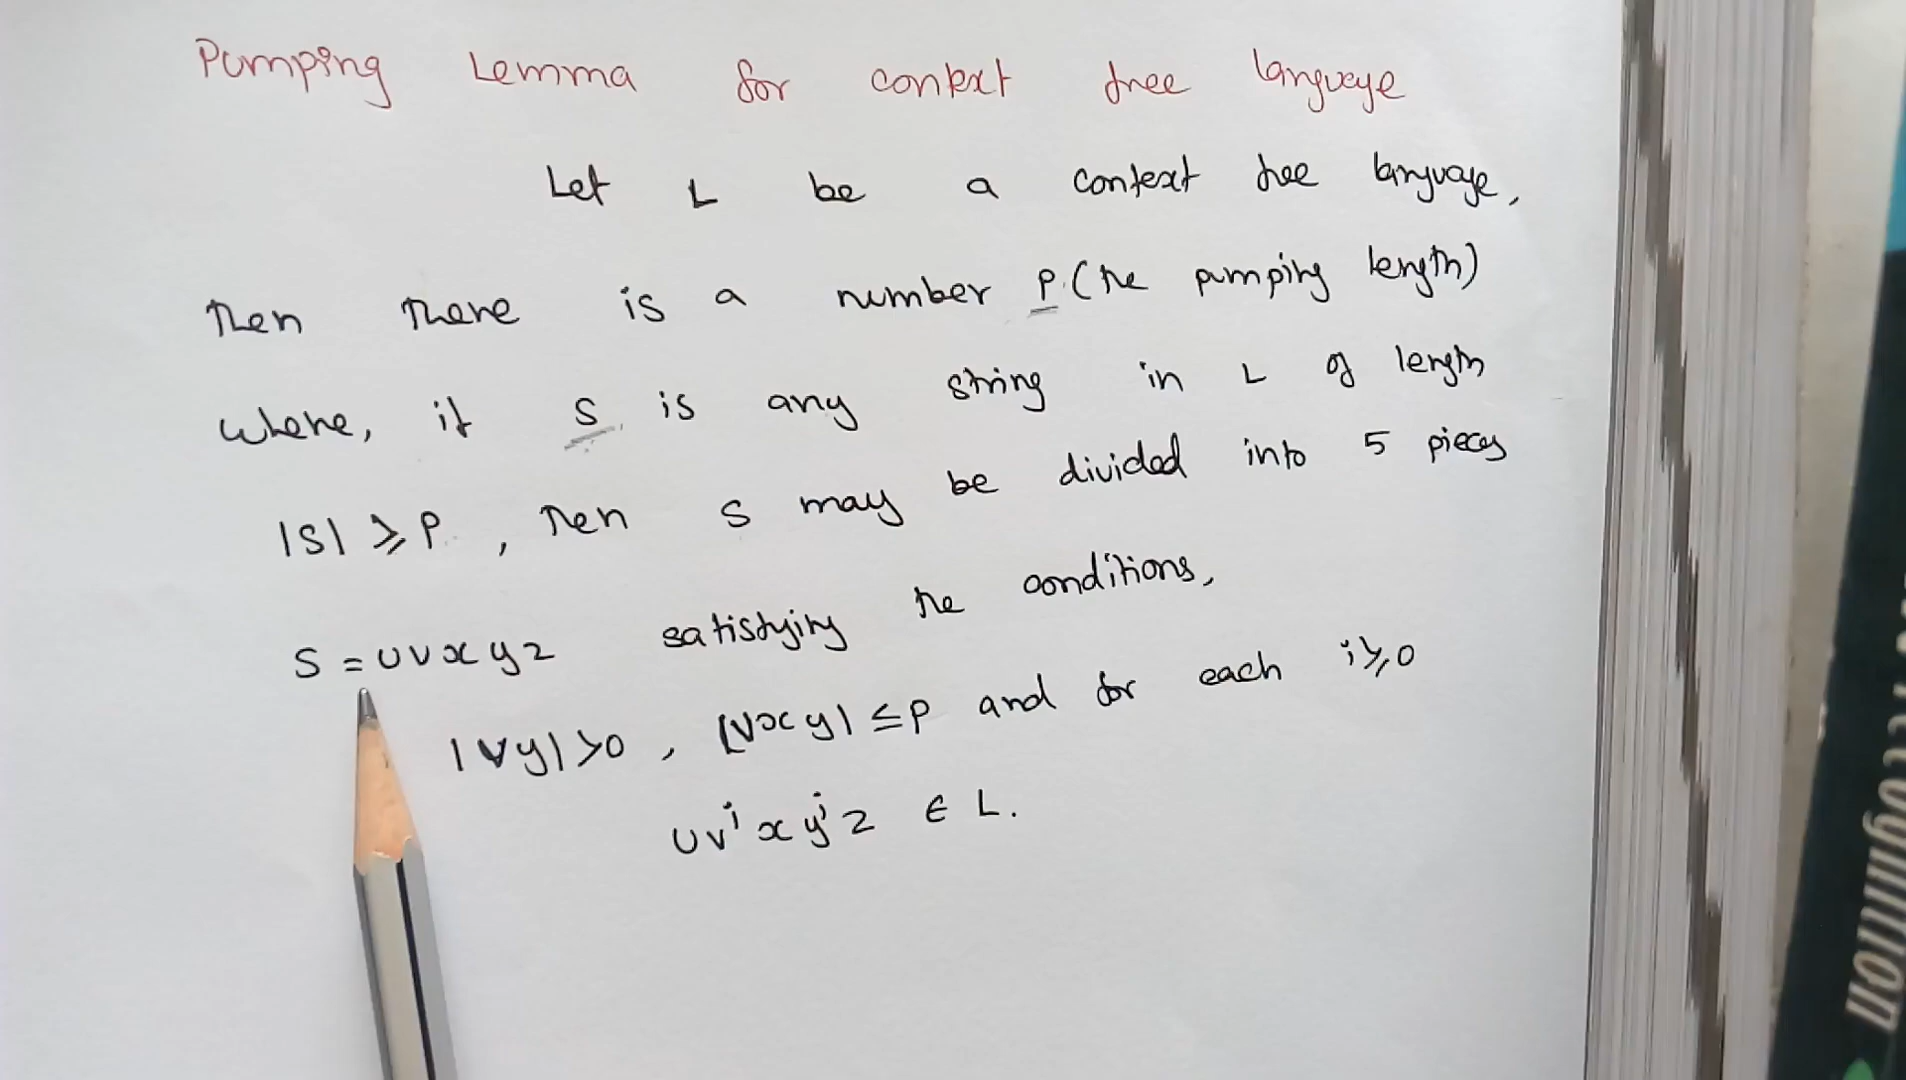 Pumping Lemma for context free language
Let L be a context free language,
Then there is a number P (the pumping length)
where, if S is any string in L of length
|S| ≥ P, then S may be divided into 5 pieces
S = uvxyz satisfying the conditions,
|vy| > 0, |vxy| ≤ P and for each i ≥ 0
uvⁱxyⁱz ∈ L.